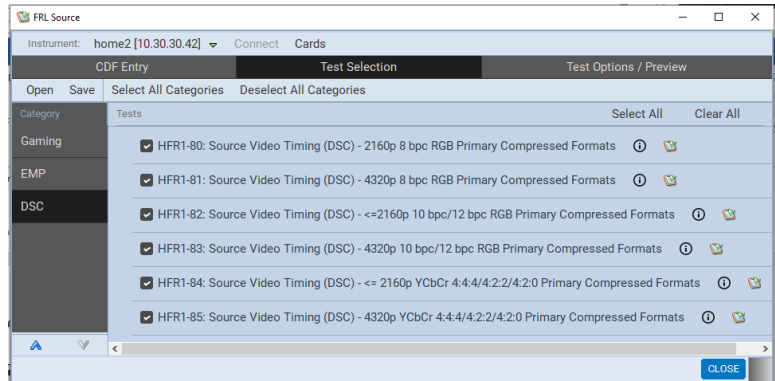 FRL Source
Instrument: home2 [10.30.30.42] Connect Cards
CDF Entry Test Selection Test Options / Preview
Open Save Select All Categories Deselect All Categories
Category Tests Select All Clear All
Gaming
EMP
DSC
HFR1-80: Source Video Timing (DSC) - 2160p 8 bpc RGB Primary Compressed Formats
HFR1-81: Source Video Timing (DSC) - 4320p 8 bpc RGB Primary Compressed Formats
HFR1-82: Source Video Timing (DSC) - <=2160p 10 bpc/12 bpc RGB Primary Compressed Formats
HFR1-83: Source Video Timing (DSC) - 4320p 10 bpc/12 bpc RGB Primary Compressed Formats
HFR1-84: Source Video Timing (DSC) - <= 2160p YCbCr 4:4:4/4:2:2/4:2:0 Primary Compressed Formats
HFR1-85: Source Video Timing (DSC) - 4320p YCbCr 4:4:4/4:2:2/4:2:0 Primary Compressed Formats
CLOSE